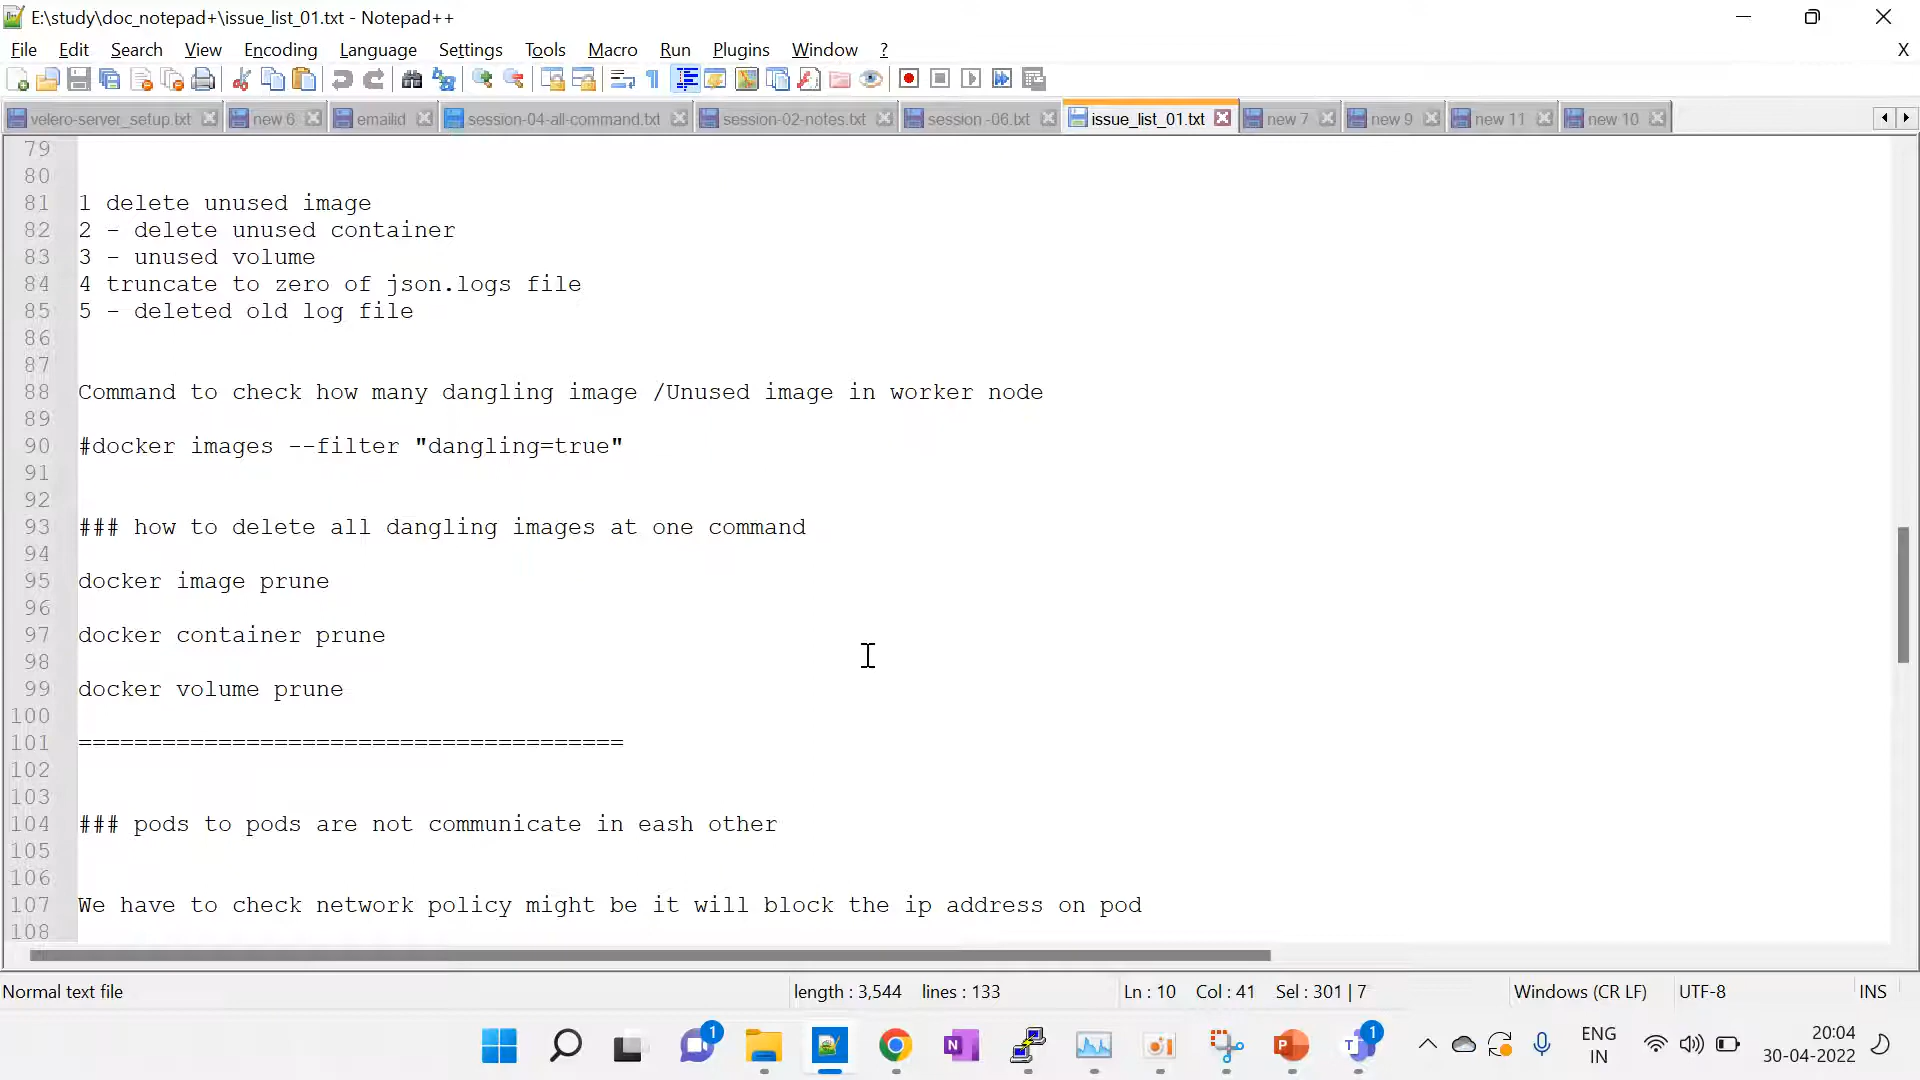 E:\study\doc_notepad+\issue_list_01.txt - Notepad++
File Edit Search View Encoding Language Settings Tools Macro Run Plugins Window ? X
velero-server_setup.txt new 6 emailid session-04-all-command.txt session-02-notes.txt session -06.txt issue_list_01.txt new 7 new 9 new 11 new 10
79
80
81 1 delete unused image
82 2 - delete unused container
83 3 - unused volume
84 4 truncate to zero of json.logs file
85 5 - deleted old log file
86
87
88 Command to check how many dangling image /Unused image in worker node
89
90 #docker images --filter "dangling=true"
91
92
93 ### how to delete all dangling images at one command
94
95 docker image prune
96
97 docker container prune
98
99 docker volume prune
100
101 =======================================
102
103
104 ### pods to pods are not communicate in eash other
105
106
107 We have to check network policy might be it will block the ip address on pod
108
Normal text file length : 3,544 lines : 133 Ln : 10 Col : 41 Sel : 301 | 7 Windows (CR LF) UTF-8 INS
1 1 ENG 20:04
IN 30-04-2022